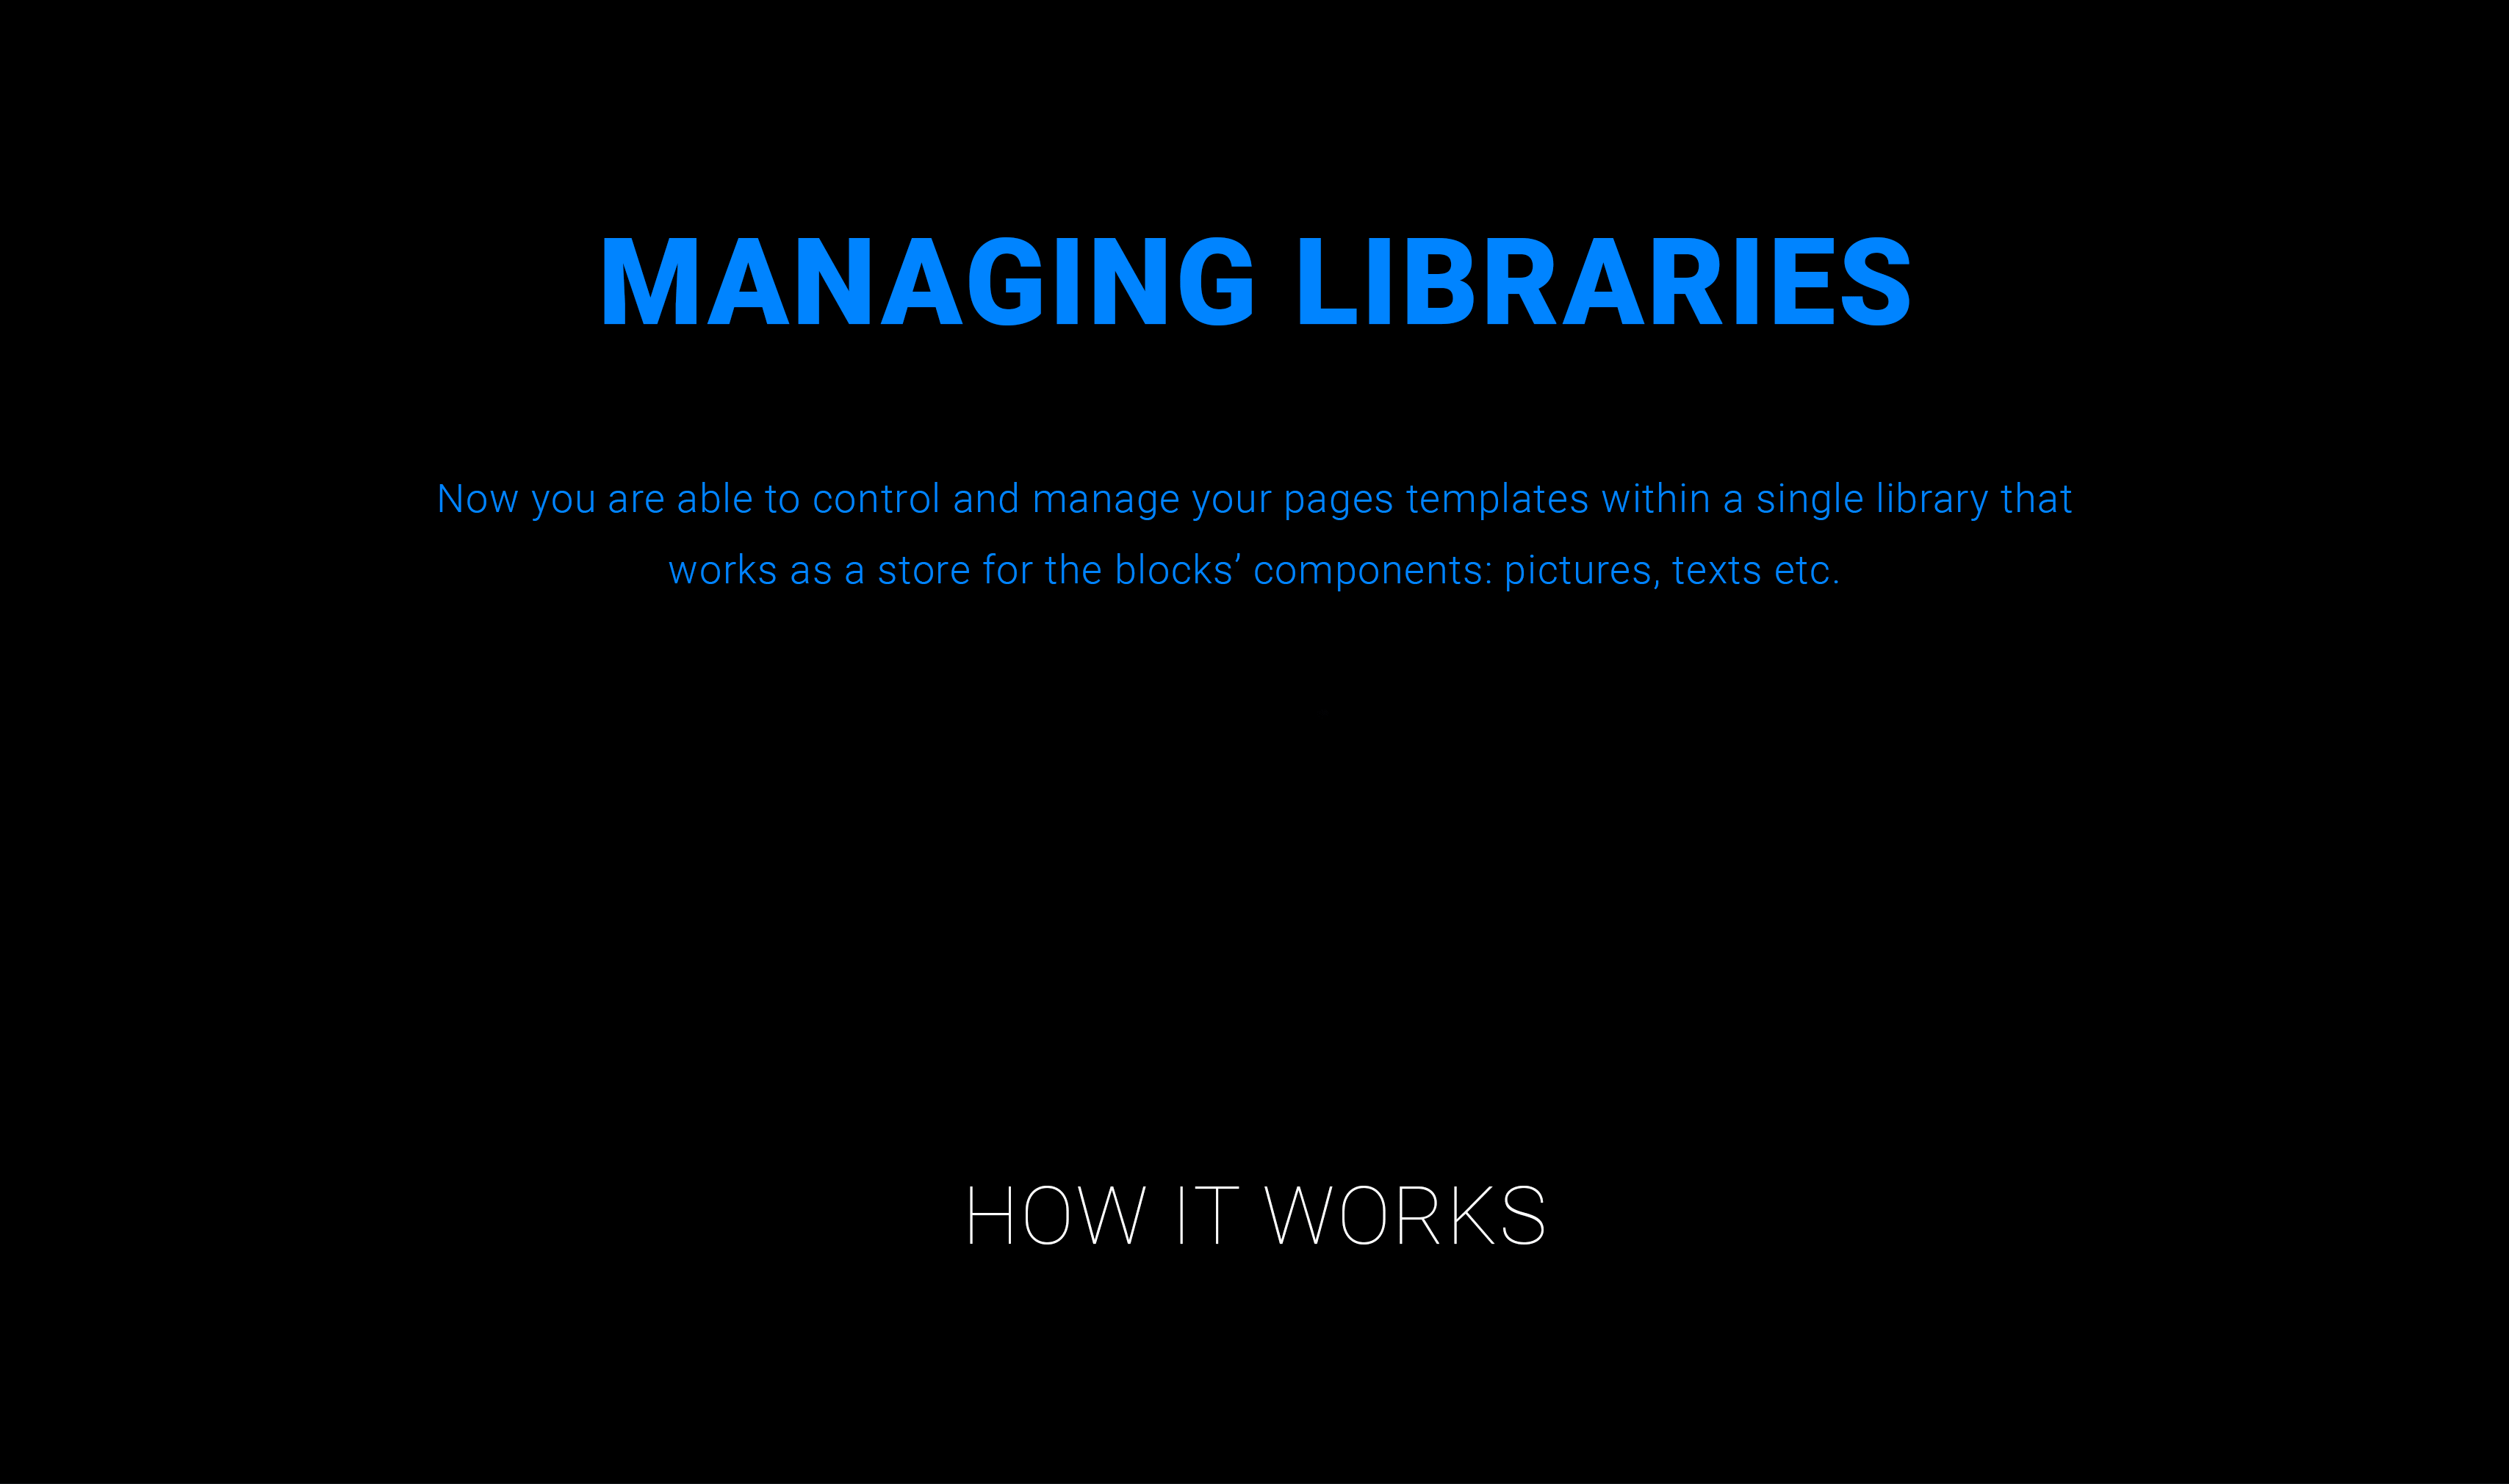 MANAGING LIBRARIES
Now you are able to control and manage your pages templates within a single library that
works as a store for the blocks’ components: pictures, texts etc.
HOW IT WORKS